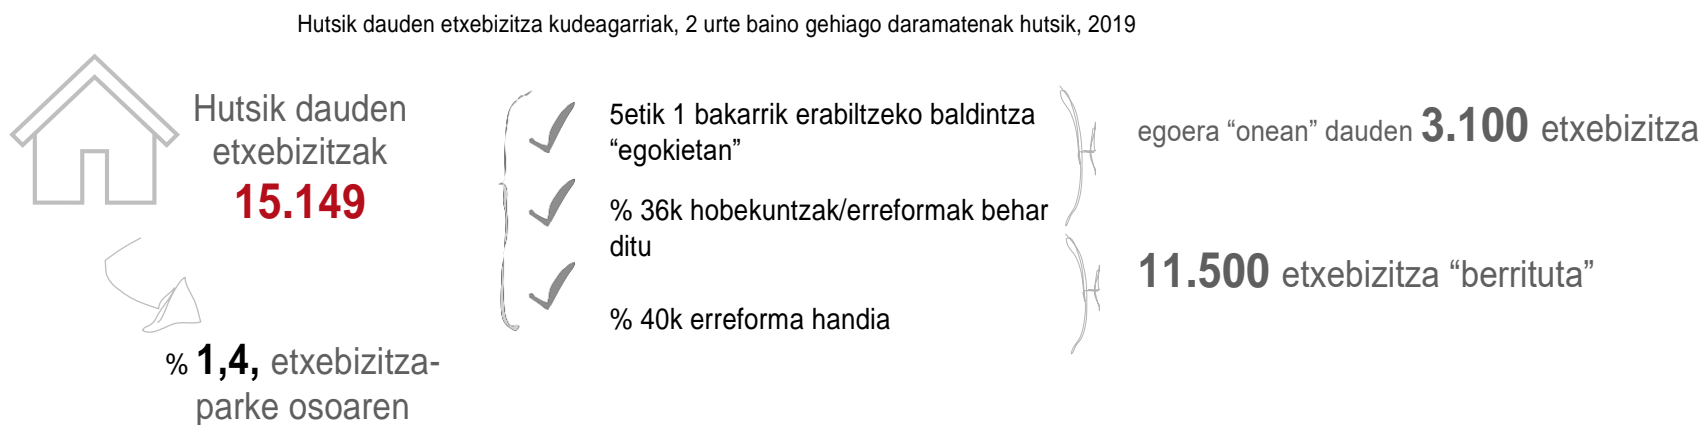 Hutsik dauden etxebizitza kudeagarriak, 2 urte baino gehiago daramatenak hutsik, 2019
Hutsik dauden
etxebizitzak
15.149
% 1,4, etxebizitza-
parke osoaren
5etik 1 bakarrik erabiltzeko baldintza
“egokietan”
% 36k hobekuntzak/erreformak behar
ditu
% 40k erreforma handia
egoera “onean” dauden 3.100 etxebizitza
11.500 etxebizitza “berrituta”